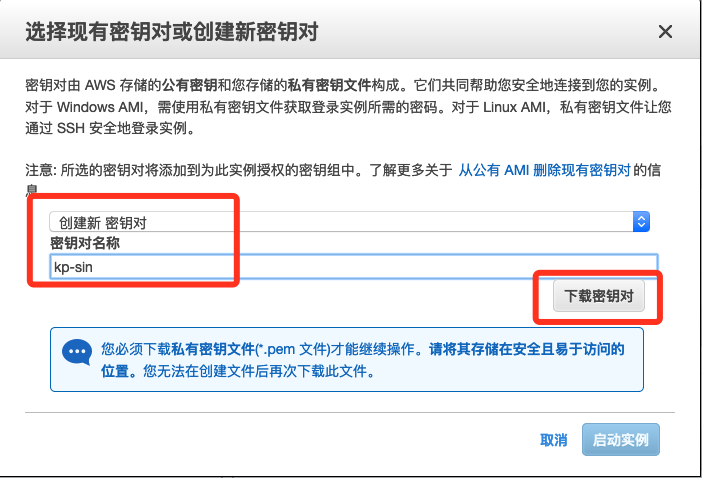 选择现有密钥对或创建新密钥对
密钥对由 AWS 存储的公有密钥和您存储的私有密钥文件构成。它们共同帮助您安全地连接到您的实例。
对于 Windows AMI，需使用私有密钥文件获取登录实例所需的密码。对于 Linux AMI，私有密钥文件让您
通过 SSH 安全地登录实例。
注意: 所选的密钥对将添加到为此实例授权的密钥组中。了解更多关于 从公有 AMI 删除现有密钥对的信
息
创建新 密钥对
密钥对名称
kp-sin
下载密钥对
您必须下载私有密钥文件(*.pem 文件)才能继续操作。请将其存储在安全且易于访问的
位置。您无法在创建文件后再次下载此文件。
取消 启动实例